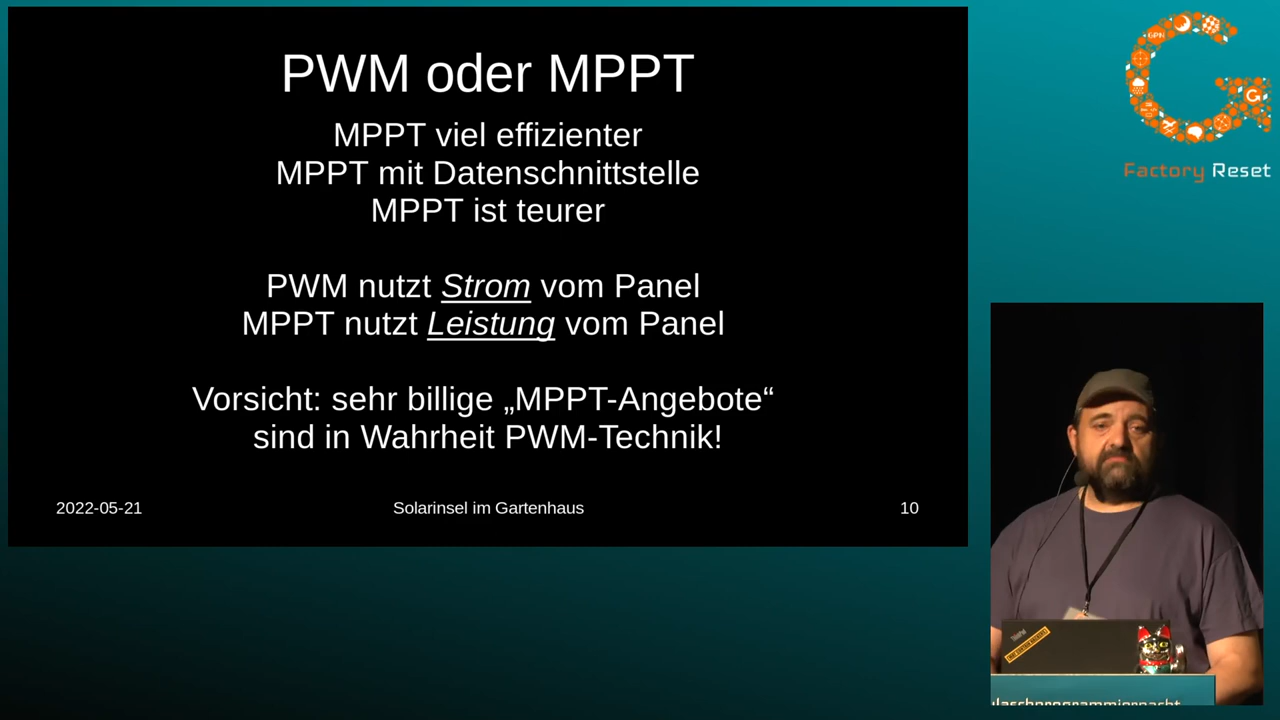 PWM oder MPPT
MPPT viel effizienter
MPPT mit Datenschnittstelle
MPPT ist teurer
PWM nutzt Strom vom Panel
MPPT nutzt Leistung vom Panel
Vorsicht: sehr billige „MPPT-Angebote“
sind in Wahrheit PWM-Technik!
2022-05-21
Solarinsel im Gartenhaus
10
GPN
Factory Reset
ThinkPad